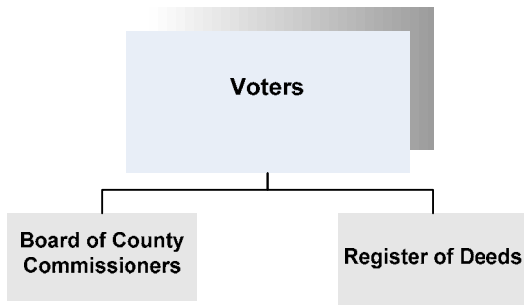 Voters
Board of County
Commissioners
Register of Deeds